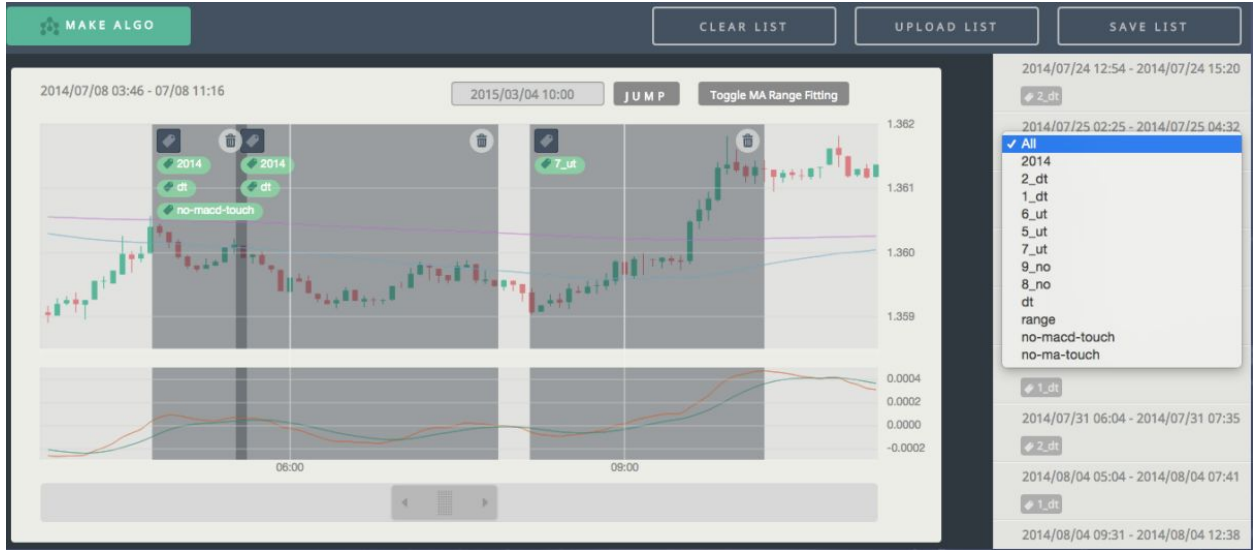 MAKE ALGO
CLEAR LIST
UPLOAD LIST
SAVE LIST
2014/07/08 03:46 - 07/08 11:16
2015/03/04 10:00
JUMP
Toggle MA Range Fitting
2014
dt
no-macd-touch
2014
dt
7_ut
1.362
1.361
1.360
1.359
0.0004
0.0002
0.0000
-0.0002
06:00
09:00
2014/07/24 12:54 - 2014/07/24 15:20
2_dt
2014/07/25 02:25 - 2014/07/25 04:32
✓ All
2014
2_dt
1_dt
6_ut
5_ut
7_ut
9_no
8_no
dt
range
no-macd-touch
no-ma-touch
1_dt
2014/07/31 06:04 - 2014/07/31 07:35
2_dt
2014/08/04 05:04 - 2014/08/04 07:41
1_dt
2014/08/04 09:31 - 2014/08/04 12:38